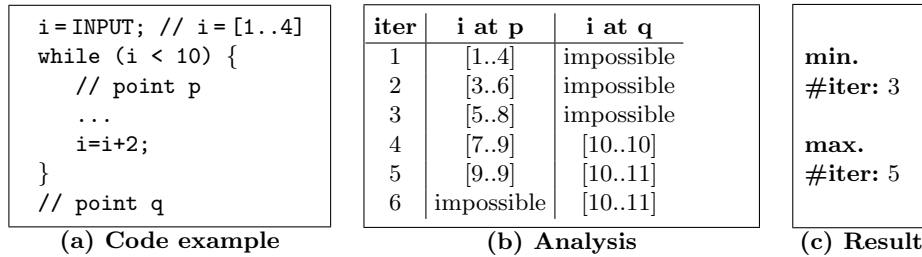 i = INPUT; // i = [1..4]
while (i < 10) {
// point p
...
i=i+2;
}
// point q
(a) Code example
iter i at p i at q
1 [1..4] impossible
2 [3..6] impossible
3 [5..8] impossible
4 [7..9] [10..10]
5 [9..9] [10..11]
6 impossible [10..11]
(b) Analysis
min.
#iter: 3
max.
#iter: 5
(c) Result